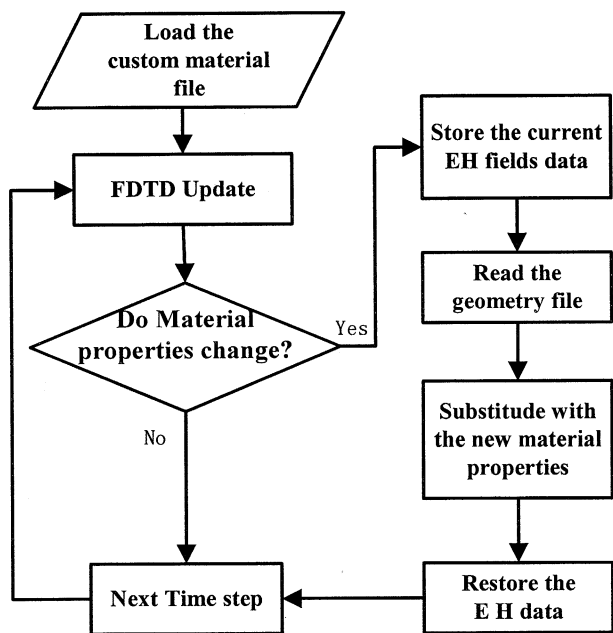 Load the
custom material
file
FDTD Update
Do Material
properties change?
Yes
No
Next Time step
Store the current
EH fields data
Read the
geometry file
Substitude with
the new material
properties
Restore the
E H data